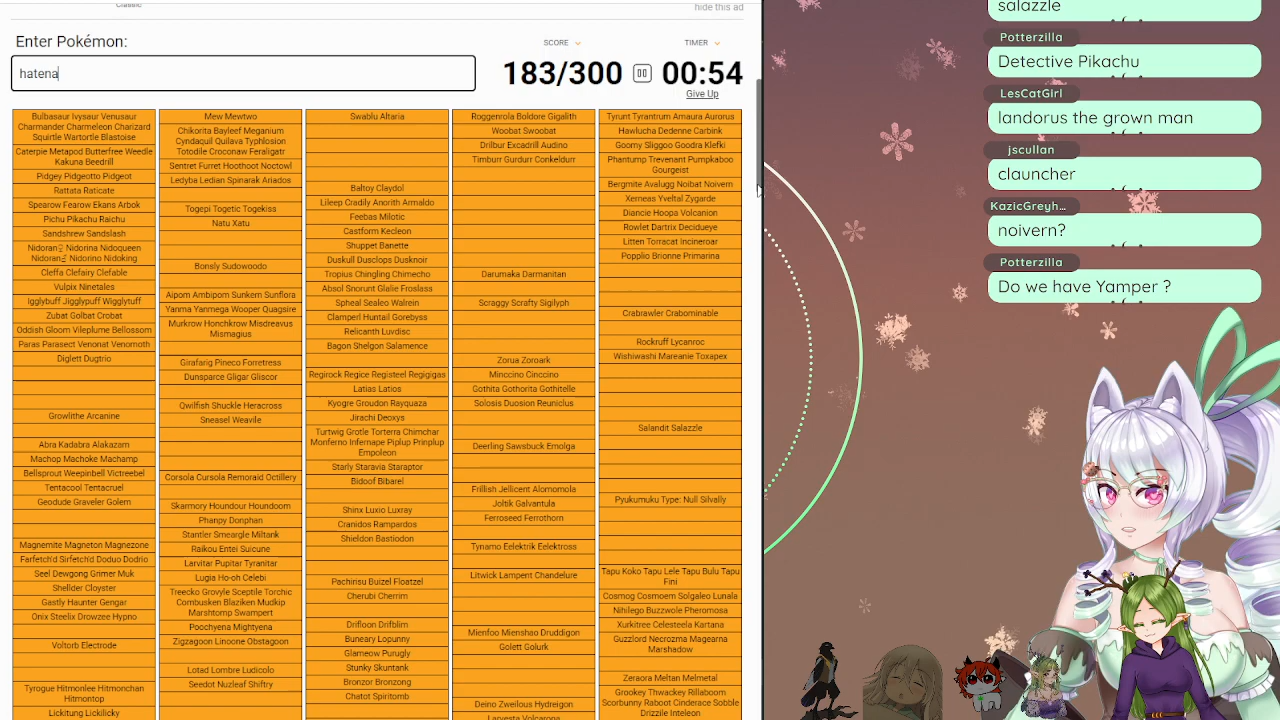 Classic
hide this ad
Enter Pokémon:
SCORE
TIMER
hatena
183/300
00:54
Give Up
Bulbasaur Ivysaur Venusaur
Charmander Charmeleon Charizard
Squirtle Wartortle Blastoise
Caterpie Metapod Butterfree Weedle
Kakuna Beedrill
Pidgey Pidgeotto Pidgeot
Rattata Raticate
Spearow Fearow Ekans Arbok
Pichu Pikachu Raichu
Sandshrew Sandslash
Nidoran♀ Nidorina Nidoqueen
Nidoran♂ Nidorino Nidoking
Cleffa Clefairy Clefable
Vulpix Ninetales
Igglybuff Jigglypuff Wigglytuff
Zubat Golbat Crobat
Oddish Gloom Vileplume Bellossom
Paras Parasect Venonat Venomoth
Diglett Dugtrio
Growlithe Arcanine
Abra Kadabra Alakazam
Machop Machoke Machamp
Bellsprout Weepinbell Victreebel
Tentacool Tentacruel
Geodude Graveler Golem
Magnemite Magneton Magnezone
Farfetch'd Sirfetch'd Doduo Dodrio
Seel Dewgong Grimer Muk
Shellder Cloyster
Gastly Haunter Gengar
Onix Steelix Drowzee Hypno
Voltorb Electrode
Tyrogue Hitmonlee Hitmonchan
Hitmontop
Lickitung Lickilicky
Mew Mewtwo
Chikorita Bayleef Meganium
Cyndaquil Quilava Typhlosion
Totodile Croconaw Feraligatr
Sentret Furret Hoothoot Noctowl
Ledyba Ledian Spinarak Ariados
Togepi Togetic Togekiss
Natu Xatu
Bonsly Sudowoodo
Aipom Ambipom Sunkern Sunflora
Yanma Yanmega Wooper Quagsire
Murkrow Honchkrow Misdreavus
Mismagius
Girafarig Pineco Forretress
Dunsparce Gligar Gliscor
Qwilfish Shuckle Heracross
Sneasel Weavile
Corsola Cursola Remoraid Octillery
Skarmory Houndour Houndoom
Phanpy Donphan
Stantler Smeargle Miltank
Raikou Entei Suicune
Larvitar Pupitar Tyranitar
Lugia Ho-oh Celebi
Treecko Grovyle Sceptile Torchic
Combusken Blaziken Mudkip
Marshtomp Swampert
Poochyena Mightyena
Zigzagoon Linoone Obstagoon
Lotad Lombre Ludicolo
Seedot Nuzleaf Shiftry
Swablu Altaria
Baltoy Claydol
Lileep Cradily Anorith Armaldo
Feebas Milotic
Castform Kecleon
Shuppet Banette
Duskull Dusclops Dusknoir
Tropius Chingling Chimecho
Absol Snorunt Glalie Froslass
Spheal Sealeo Walrein
Clamperl Huntail Gorebyss
Relicanth Luvdisc
Bagon Shelgon Salamence
Regirock Regice Registeel Regigigas
Latias Latios
Kyogre Groudon Rayquaza
Jirachi Deoxys
Turtwig Grotle Torterra Chimchar
Monferno Infernape Piplup Prinplup
Empoleon
Starly Staravia Staraptor
Bidoof Bibarel
Shinx Luxio Luxray
Cranidos Rampardos
Shieldon Bastiodon
Pachirisu Buizel Floatzel
Cherubi Cherrim
Drifloon Drifblim
Buneary Lopunny
Glameow Purugly
Stunky Skuntank
Bronzor Bronzong
Chatot Spiritomb
Roggenrola Boldore Gigalith
Woobat Swoobat
Drilbur Excadrill Audino
Timburr Gurdurr Conkeldurr
Darumaka Darmanitan
Scraggy Scrafty Sigilyph
Zorua Zoroark
Minccino Cinccino
Gothita Gothorita Gothitelle
Solosis Duosion Reuniclus
Deerling Sawsbuck Emolga
Frillish Jellicent Alomomola
Joltik Galvantula
Ferroseed Ferrothorn
Tynamo Eelektrik Eelektross
Litwick Lampent Chandelure
Mienfoo Mienshao Druddigon
Golett Golurk
Deino Zweilous Hydreigon
Larvesta Volcarona
Tyrunt Tyrantrum Amaura Aurorus
Hawlucha Dedenne Carbink
Goomy Sliggoo Goodra Klefki
Phantump Trevenant Pumpkaboo
Gourgeist
Bergmite Avalugg Noibat Noivern
Xerneas Yveltal Zygarde
Diancie Hoopa Volcanion
Rowlet Dartrix Decidueye
Litten Torracat Incineroar
Popplio Brionne Primarina
Crabrawler Crabominable
Rockruff Lycanroc
Wishiwashi Mareanie Toxapex
Salandit Salazzle
Pyukumuku Type: Null Silvally
Tapu Koko Tapu Lele Tapu Bulu Tapu
Fini
Cosmog Cosmoem Solgaleo Lunala
Nihilego Buzzwole Pheromosa
Xurkitree Celesteela Kartana
Guzzlord Necrozma Magearna
Marshadow
Zeraora Meltan Melmetal
Grookey Thwackey Rillaboom
Scorbunny Raboot Cinderace Sobble
Drizzile Inteleon
salazzle
Potterzilla
Detective Pikachu
LesCatGirl
landorus the grown man
jscullan
clauncher
KazicGreyh...
noivern?
Potterzilla
Do we have Yamper ?